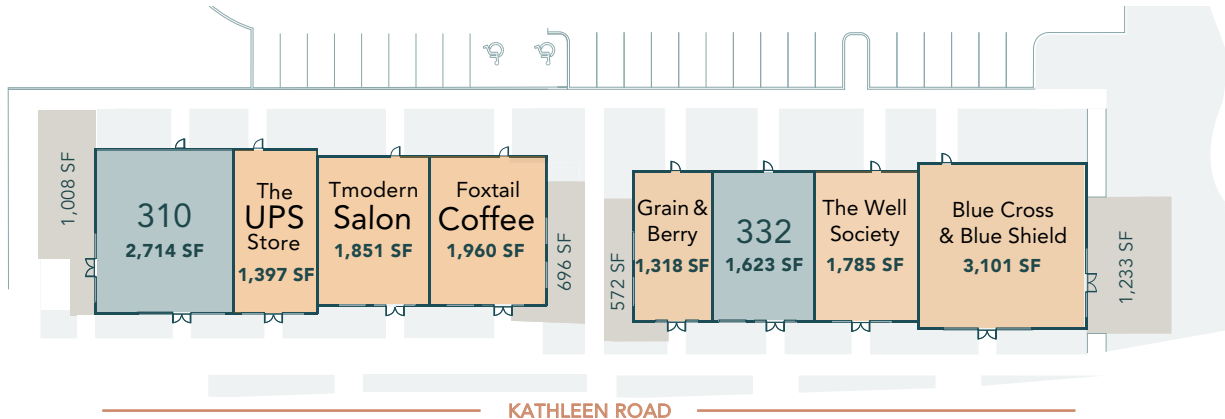 1,008 SF
310
2,714 SF
The
UPS
Store
1,397 SF
Tmodern
Salon
1,851 SF
Foxtail
Coffee
1,960 SF
696 SF
572 SF
Grain &
Berry
1,318 SF
332
1,623 SF
The Well
Society
1,785 SF
Blue Cross
& Blue Shield
3,101 SF
1,233 SF
KATHLEEN ROAD